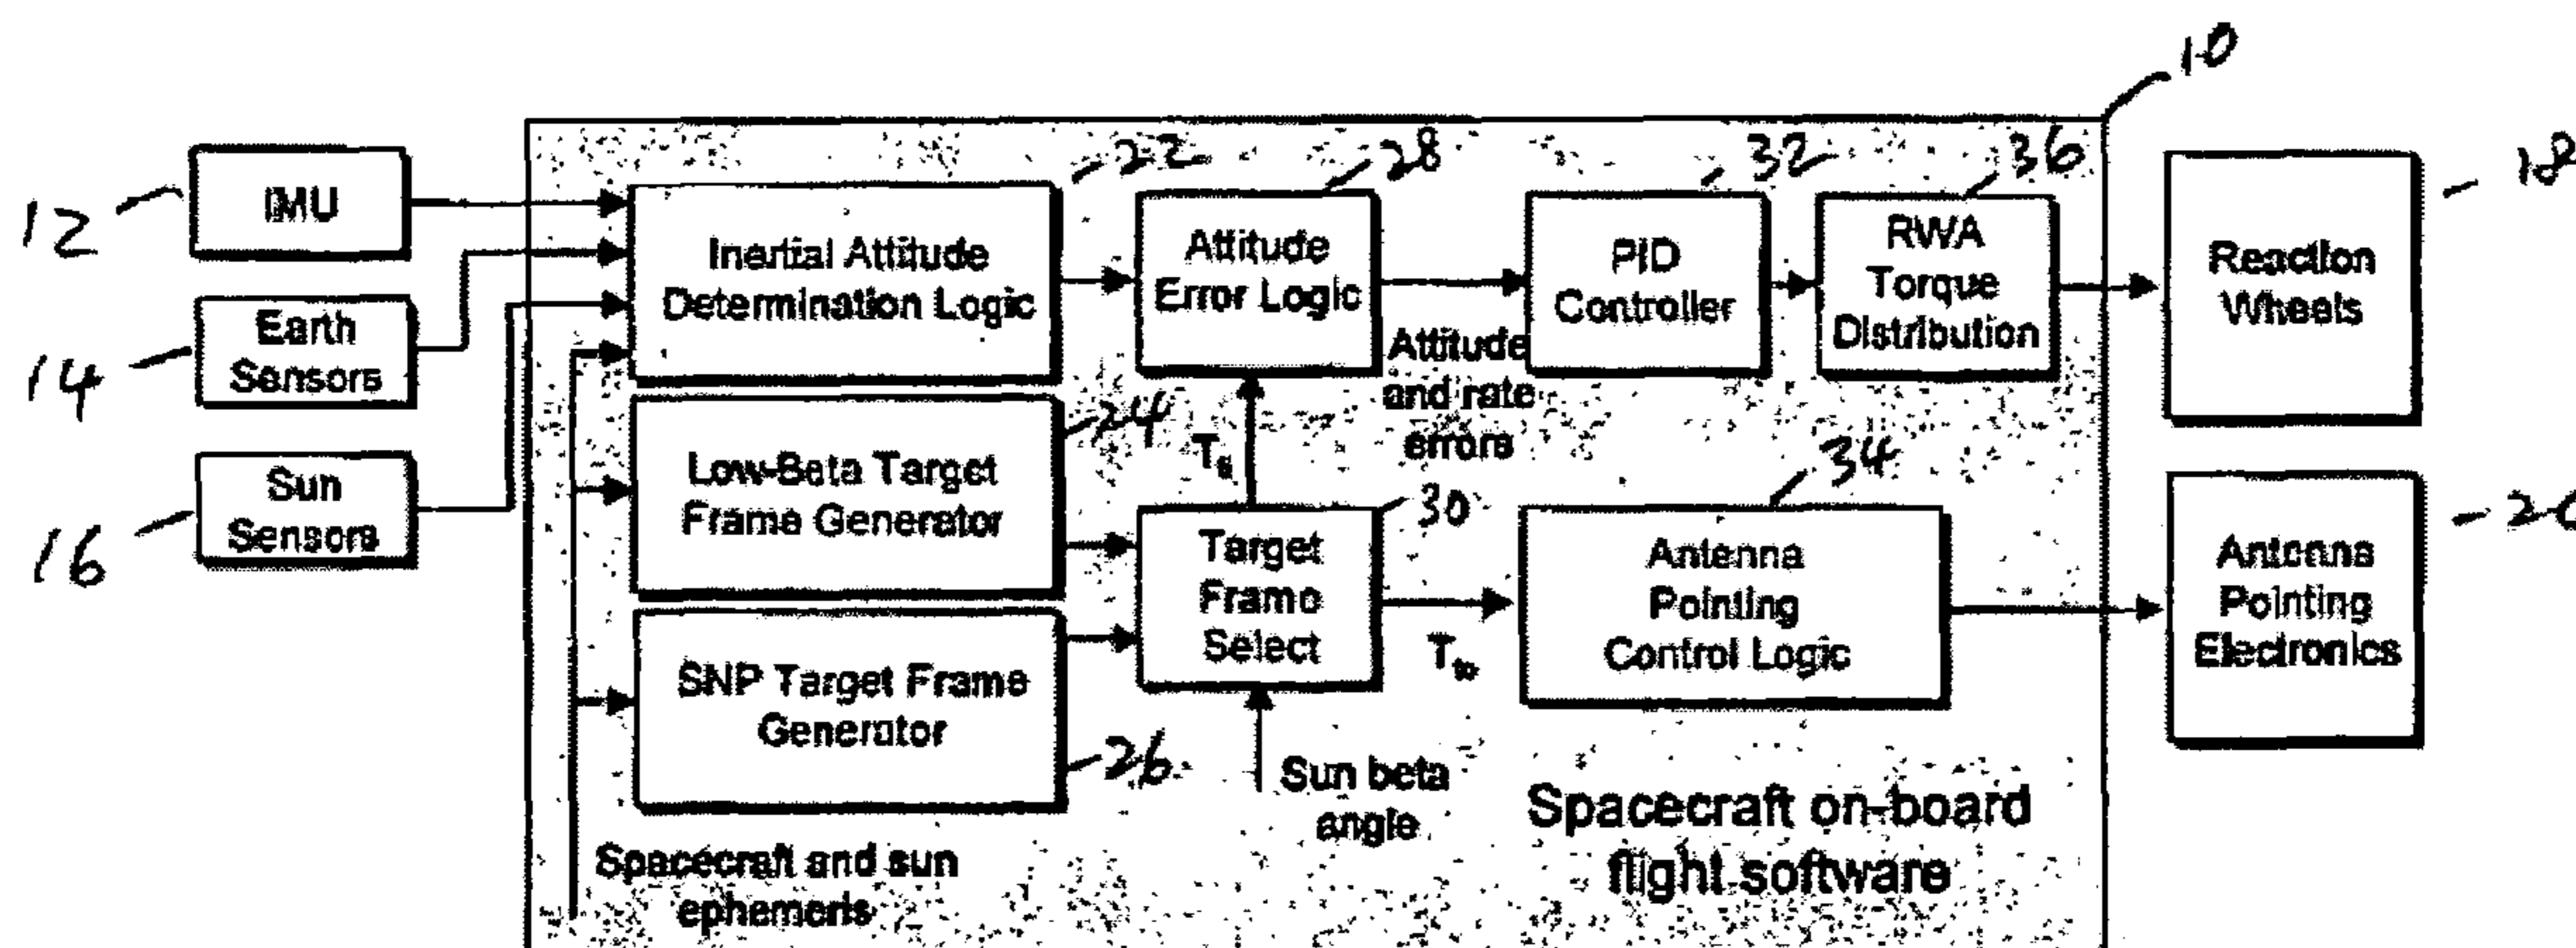 10
12
IMU
14
Earth
Sensors
16
Sun
Sensors
22
Inertial Attitude
Determination Logic
24
Low-Beta Target
Frame Generator
26
SNP Target Frame
Generator
Spacecraft and sun
ephemeris
28
Attitude
Error Logic
Attitude
and rate
errors
30
Target
Frame
Select
Sun beta
angle
32
PID
Controller
36
RWA
Torque
Distribution
34
Antenna
Pointing
Control Logic
Spacecraft on-board
flight software
18
Reaction
Wheels
Antenna
Pointing
Electronics